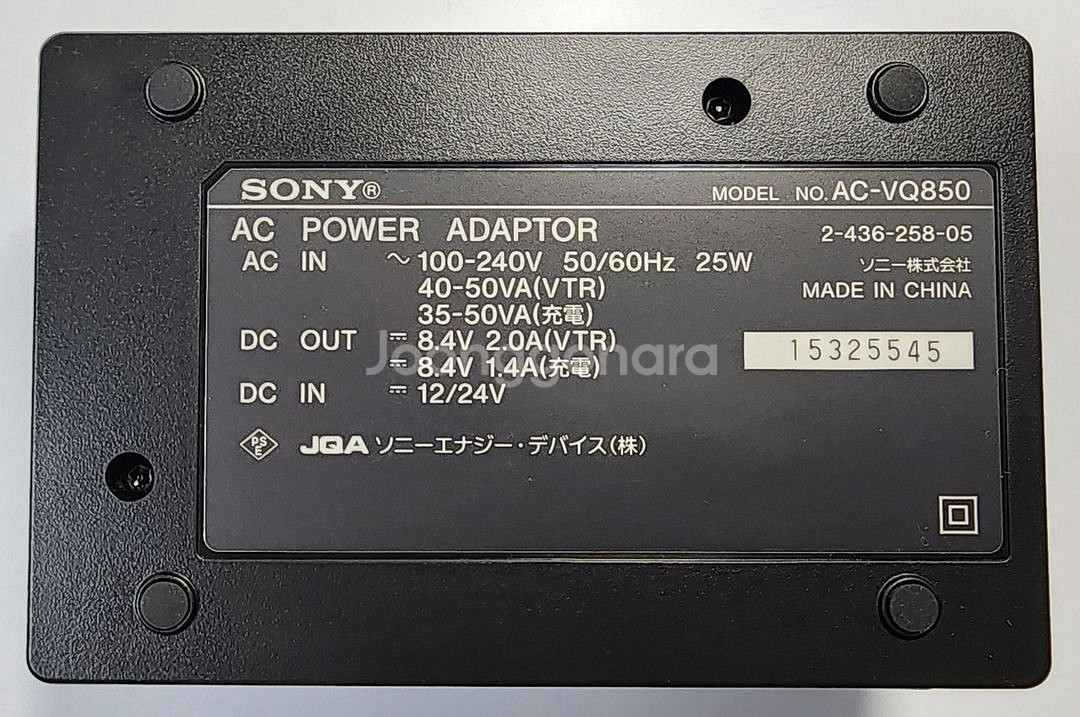 SONY® MODEL NO. AC-VQ850
AC POWER ADAPTOR 2-436-258-05
AC IN ~ 100-240V 50/60Hz 25W ソニー株式会社
40-50VA(VTR) MADE IN CHINA
35-50VA(充電)
DC OUT ⎓ 8.4V 2.0A(VTR) 15325545
⎓ 8.4V 1.4A(充電)
DC IN ⎓ 12/24V
PSE JQA ソニーエナジー・デバイス(株)
Joonggonara